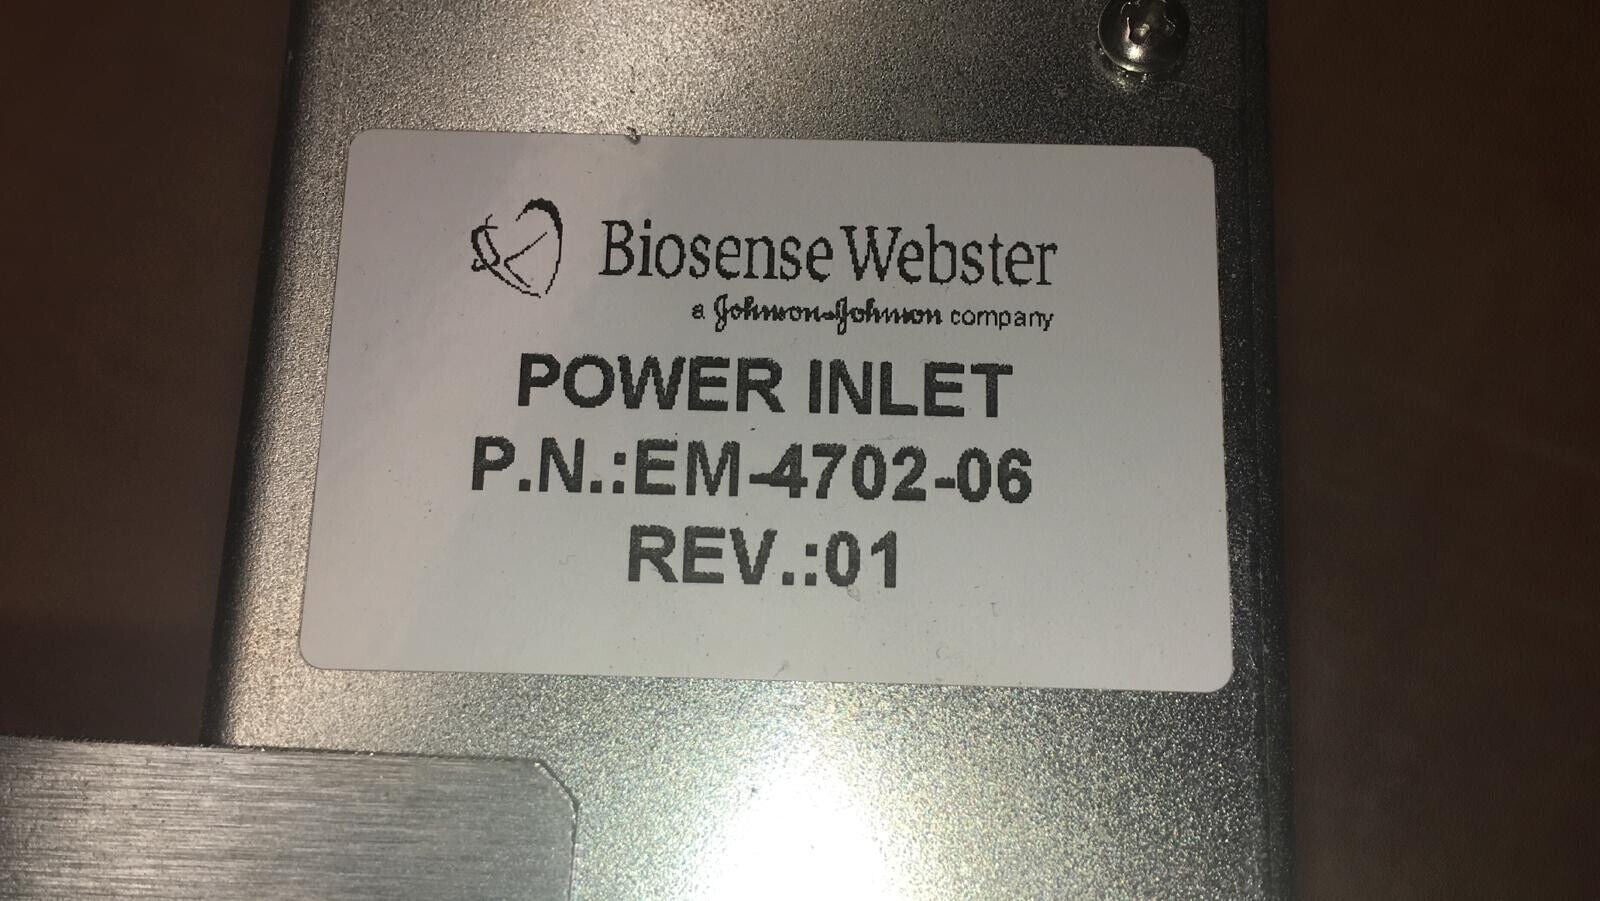 Biosense Webster
a Johnson-Johnson company
POWER INLET
P.N.:EM-4702-06
REV.:01